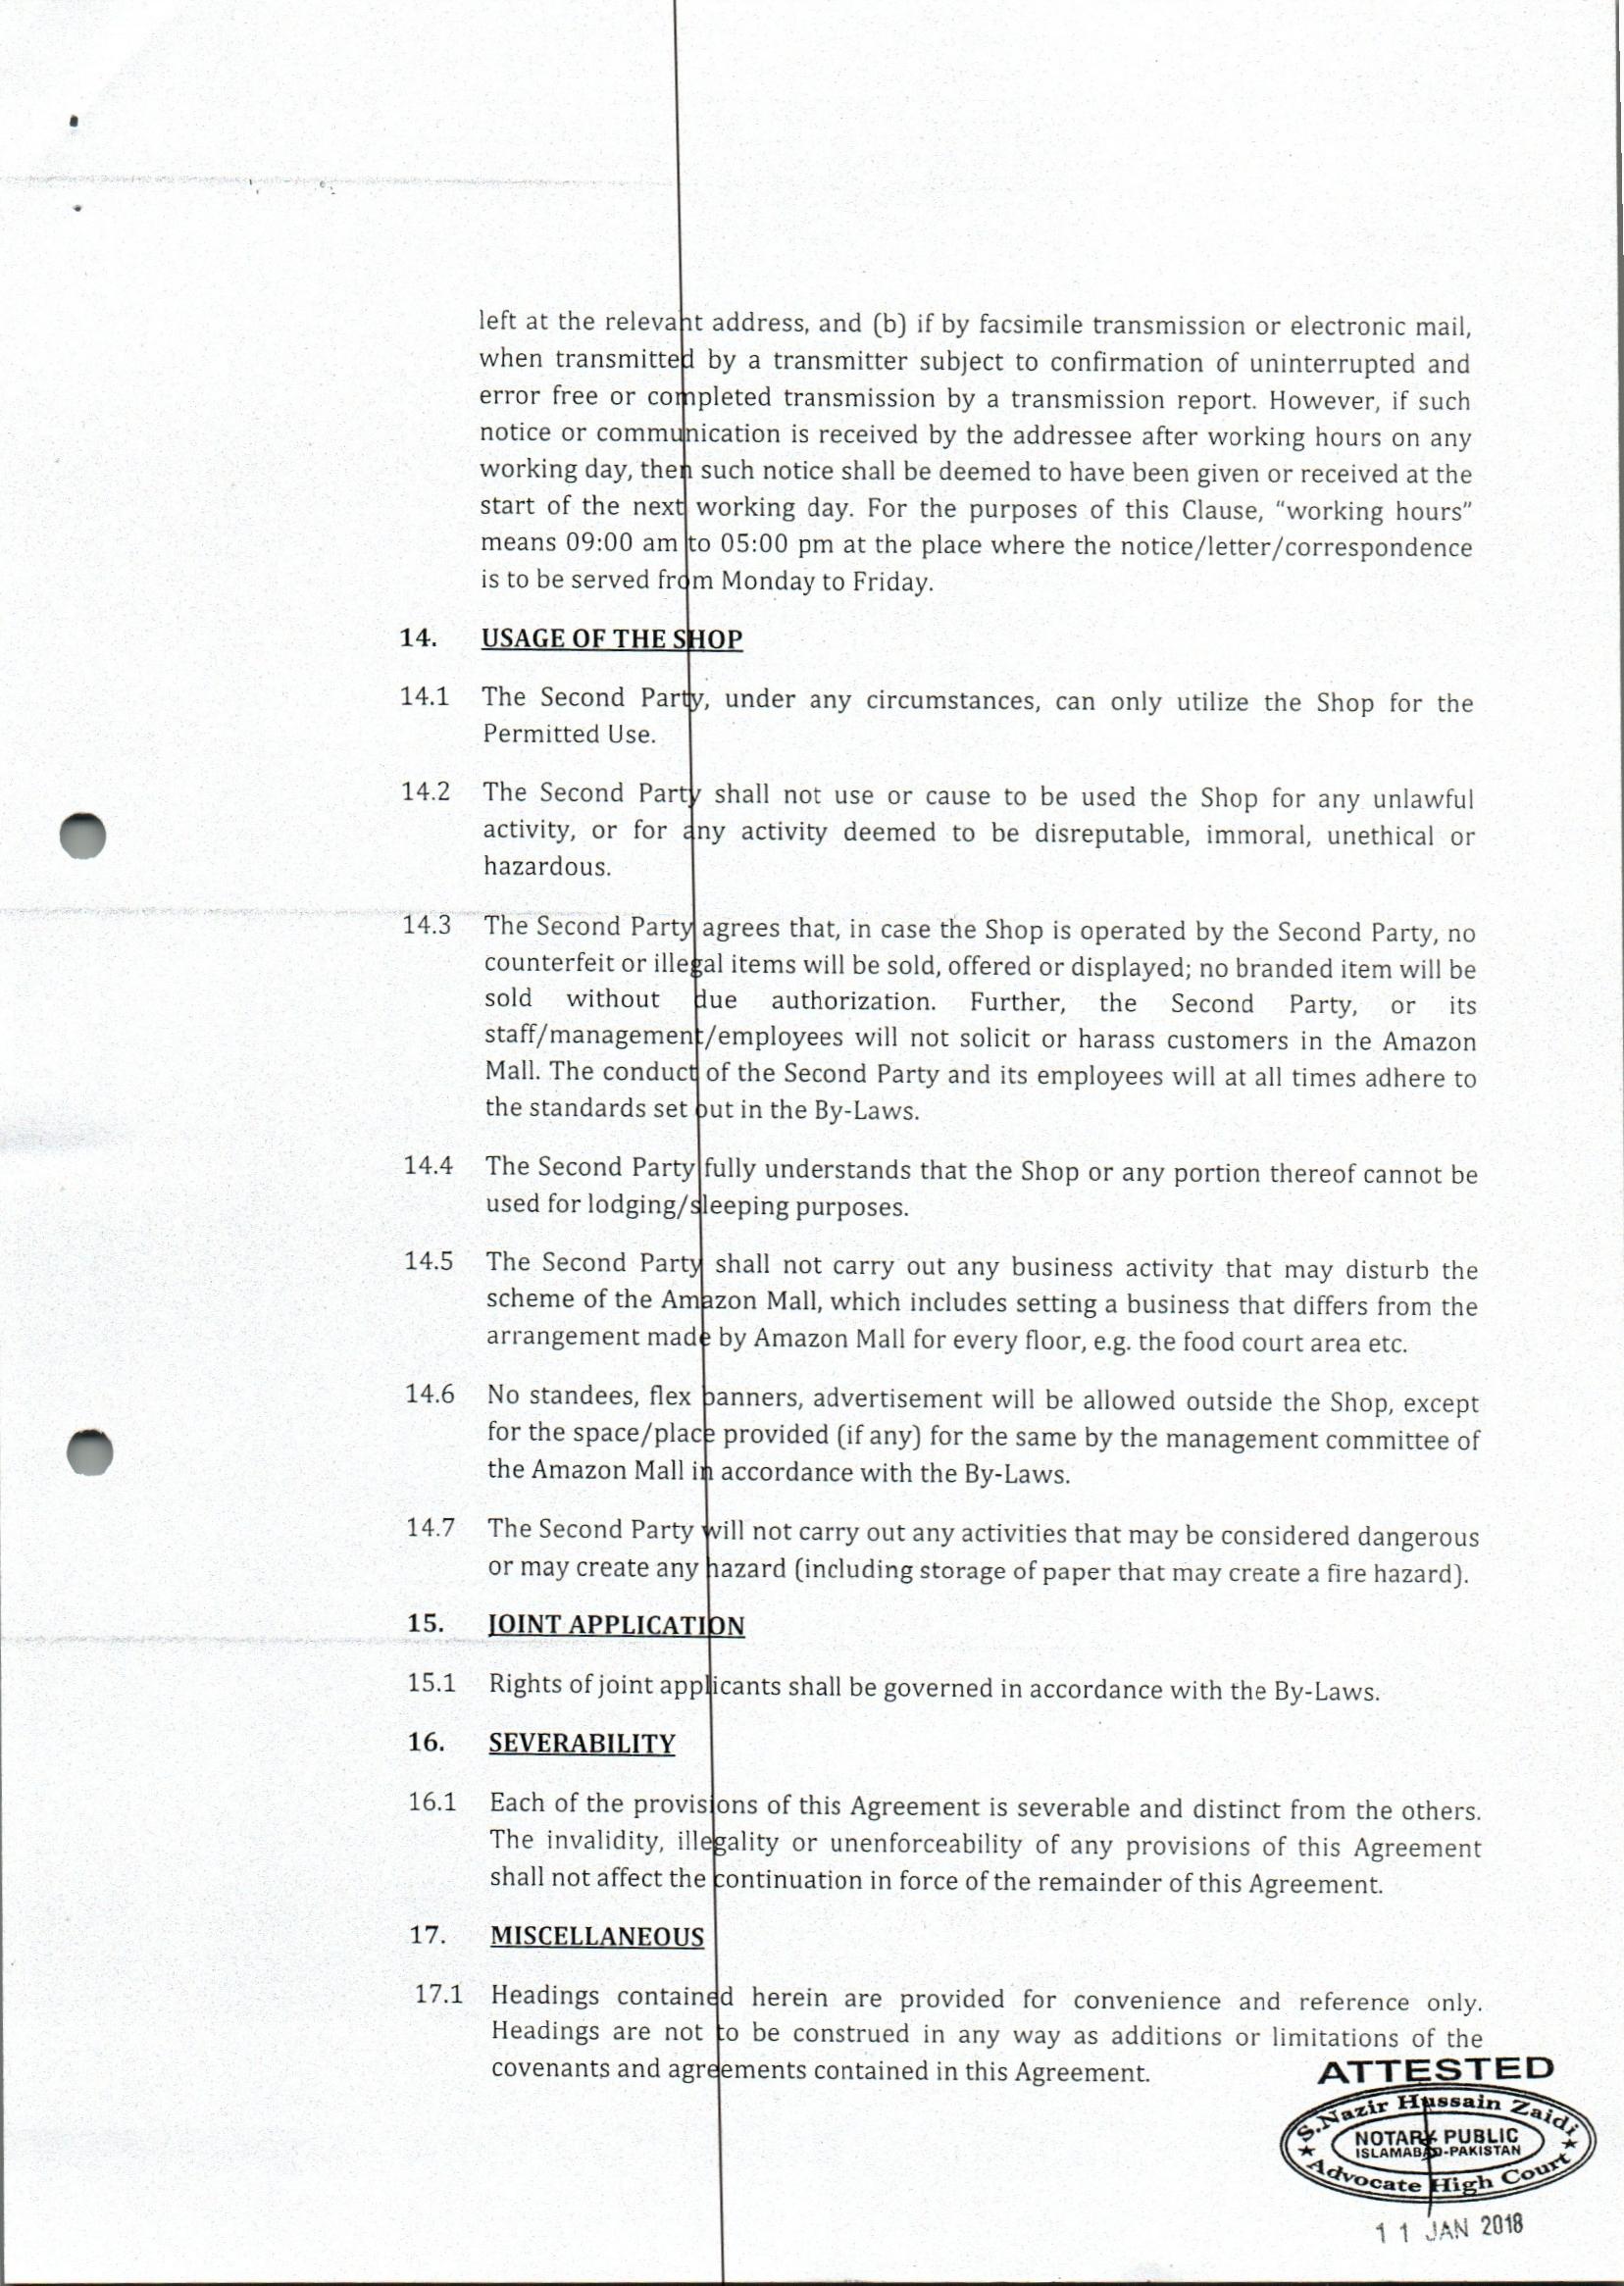 left at the relevant address, and (b) if by facsimile transmission or electronic mail,
when transmitted by a transmitter subject to confirmation of uninterrupted and
error free or completed transmission by a transmission report. However, if such
notice or communication is received by the addressee after working hours on any
working day, then such notice shall be deemed to have been given or received at the
start of the next working day. For the purposes of this Clause, “working hours”
means 09:00 am to 05:00 pm at the place where the notice/letter/correspondence
is to be served from Monday to Friday.
14. USAGE OF THE SHOP
14.1 The Second Party, under any circumstances, can only utilize the Shop for the
Permitted Use.
14.2 The Second Party shall not use or cause to be used the Shop for any unlawful
activity, or for any activity deemed to be disreputable, immoral, unethical or
hazardous.
14.3 The Second Party agrees that, in case the Shop is operated by the Second Party, no
counterfeit or illegal items will be sold, offered or displayed; no branded item will be
sold without due authorization. Further, the Second Party, or its
staff/management/employees will not solicit or harass customers in the Amazon
Mall. The conduct of the Second Party and its employees will at all times adhere to
the standards set out in the By-Laws.
14.4 The Second Party fully understands that the Shop or any portion thereof cannot be
used for lodging/sleeping purposes.
14.5 The Second Party shall not carry out any business activity that may disturb the
scheme of the Amazon Mall, which includes setting a business that differs from the
arrangement made by Amazon Mall for every floor, e.g. the food court area etc.
14.6 No standees, flex banners, advertisement will be allowed outside the Shop, except
for the space/place provided (if any) for the same by the management committee of
the Amazon Mall in accordance with the By-Laws.
14.7 The Second Party will not carry out any activities that may be considered dangerous
or may create any hazard (including storage of paper that may create a fire hazard).
15. JOINT APPLICATION
15.1 Rights of joint applicants shall be governed in accordance with the By-Laws.
16. SEVERABILITY
16.1 Each of the provisions of this Agreement is severable and distinct from the others.
The invalidity, illegality or unenforceability of any provisions of this Agreement
shall not affect the continuation in force of the remainder of this Agreement.
17. MISCELLANEOUS
17.1 Headings contained herein are provided for convenience and reference only.
Headings are not to be construed in any way as additions or limitations of the
covenants and agreements contained in this Agreement.
ATTESTED
S.Nazir Hussain Zaidi
NOTARY PUBLIC
ISLAMABAD-PAKISTAN
Advocate High Court
11 JAN 2018